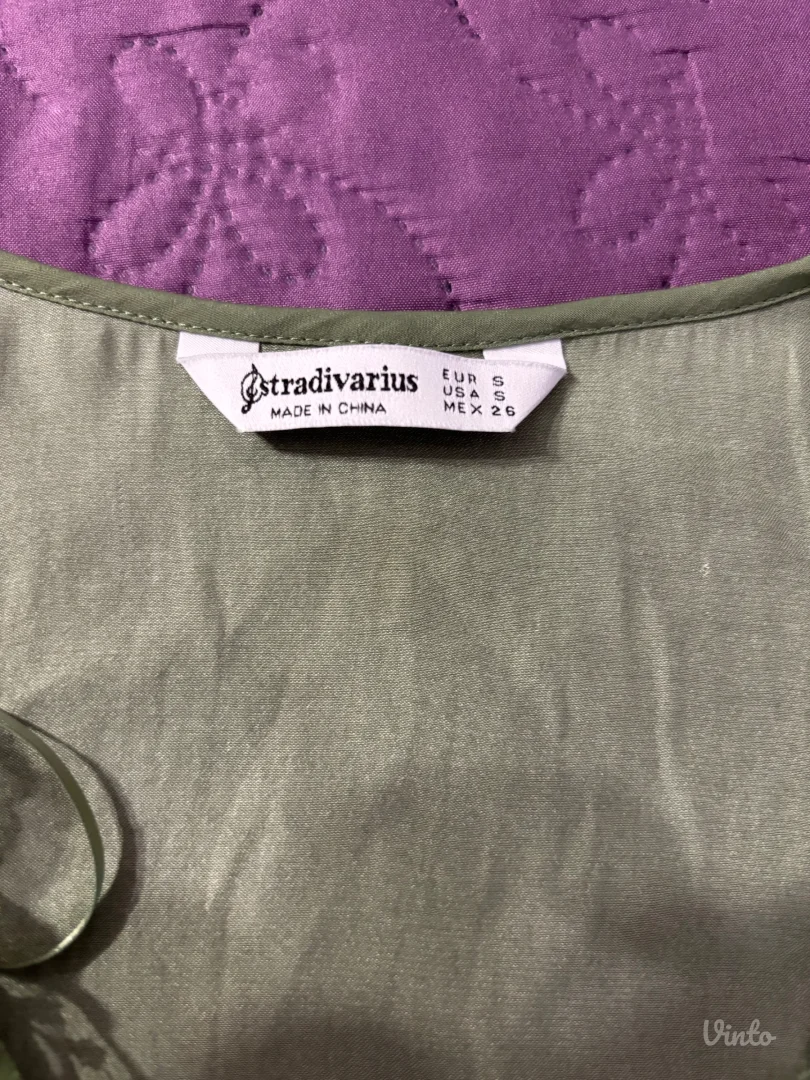 Stradivarius
MADE IN CHINA
EUR S
USA S
MEX 26
Vinto